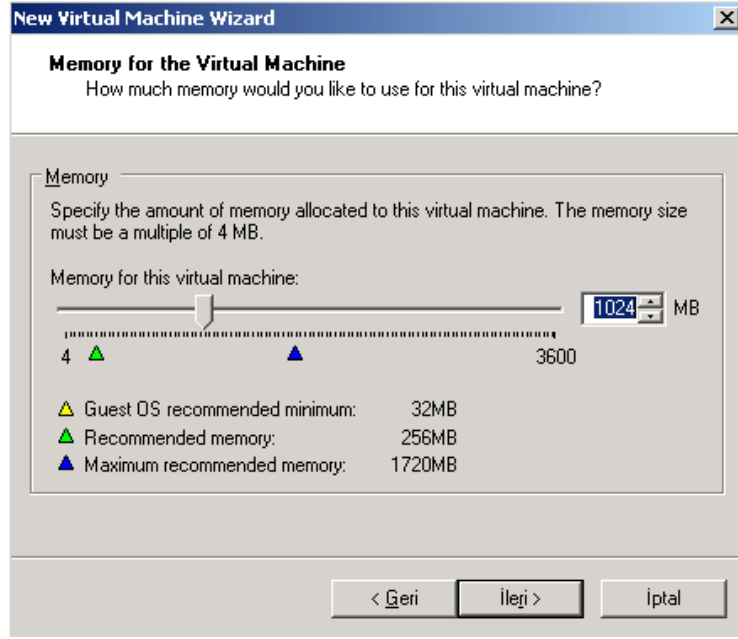 New Virtual Machine Wizard
Memory for the Virtual Machine
How much memory would you like to use for this virtual machine?
Memory
Specify the amount of memory allocated to this virtual machine. The memory size
must be a multiple of 4 MB.
Memory for this virtual machine:
1024 MB
4 3600
Guest OS recommended minimum: 32MB
Recommended memory: 256MB
Maximum recommended memory: 1720MB
< Geri İleri > İptal